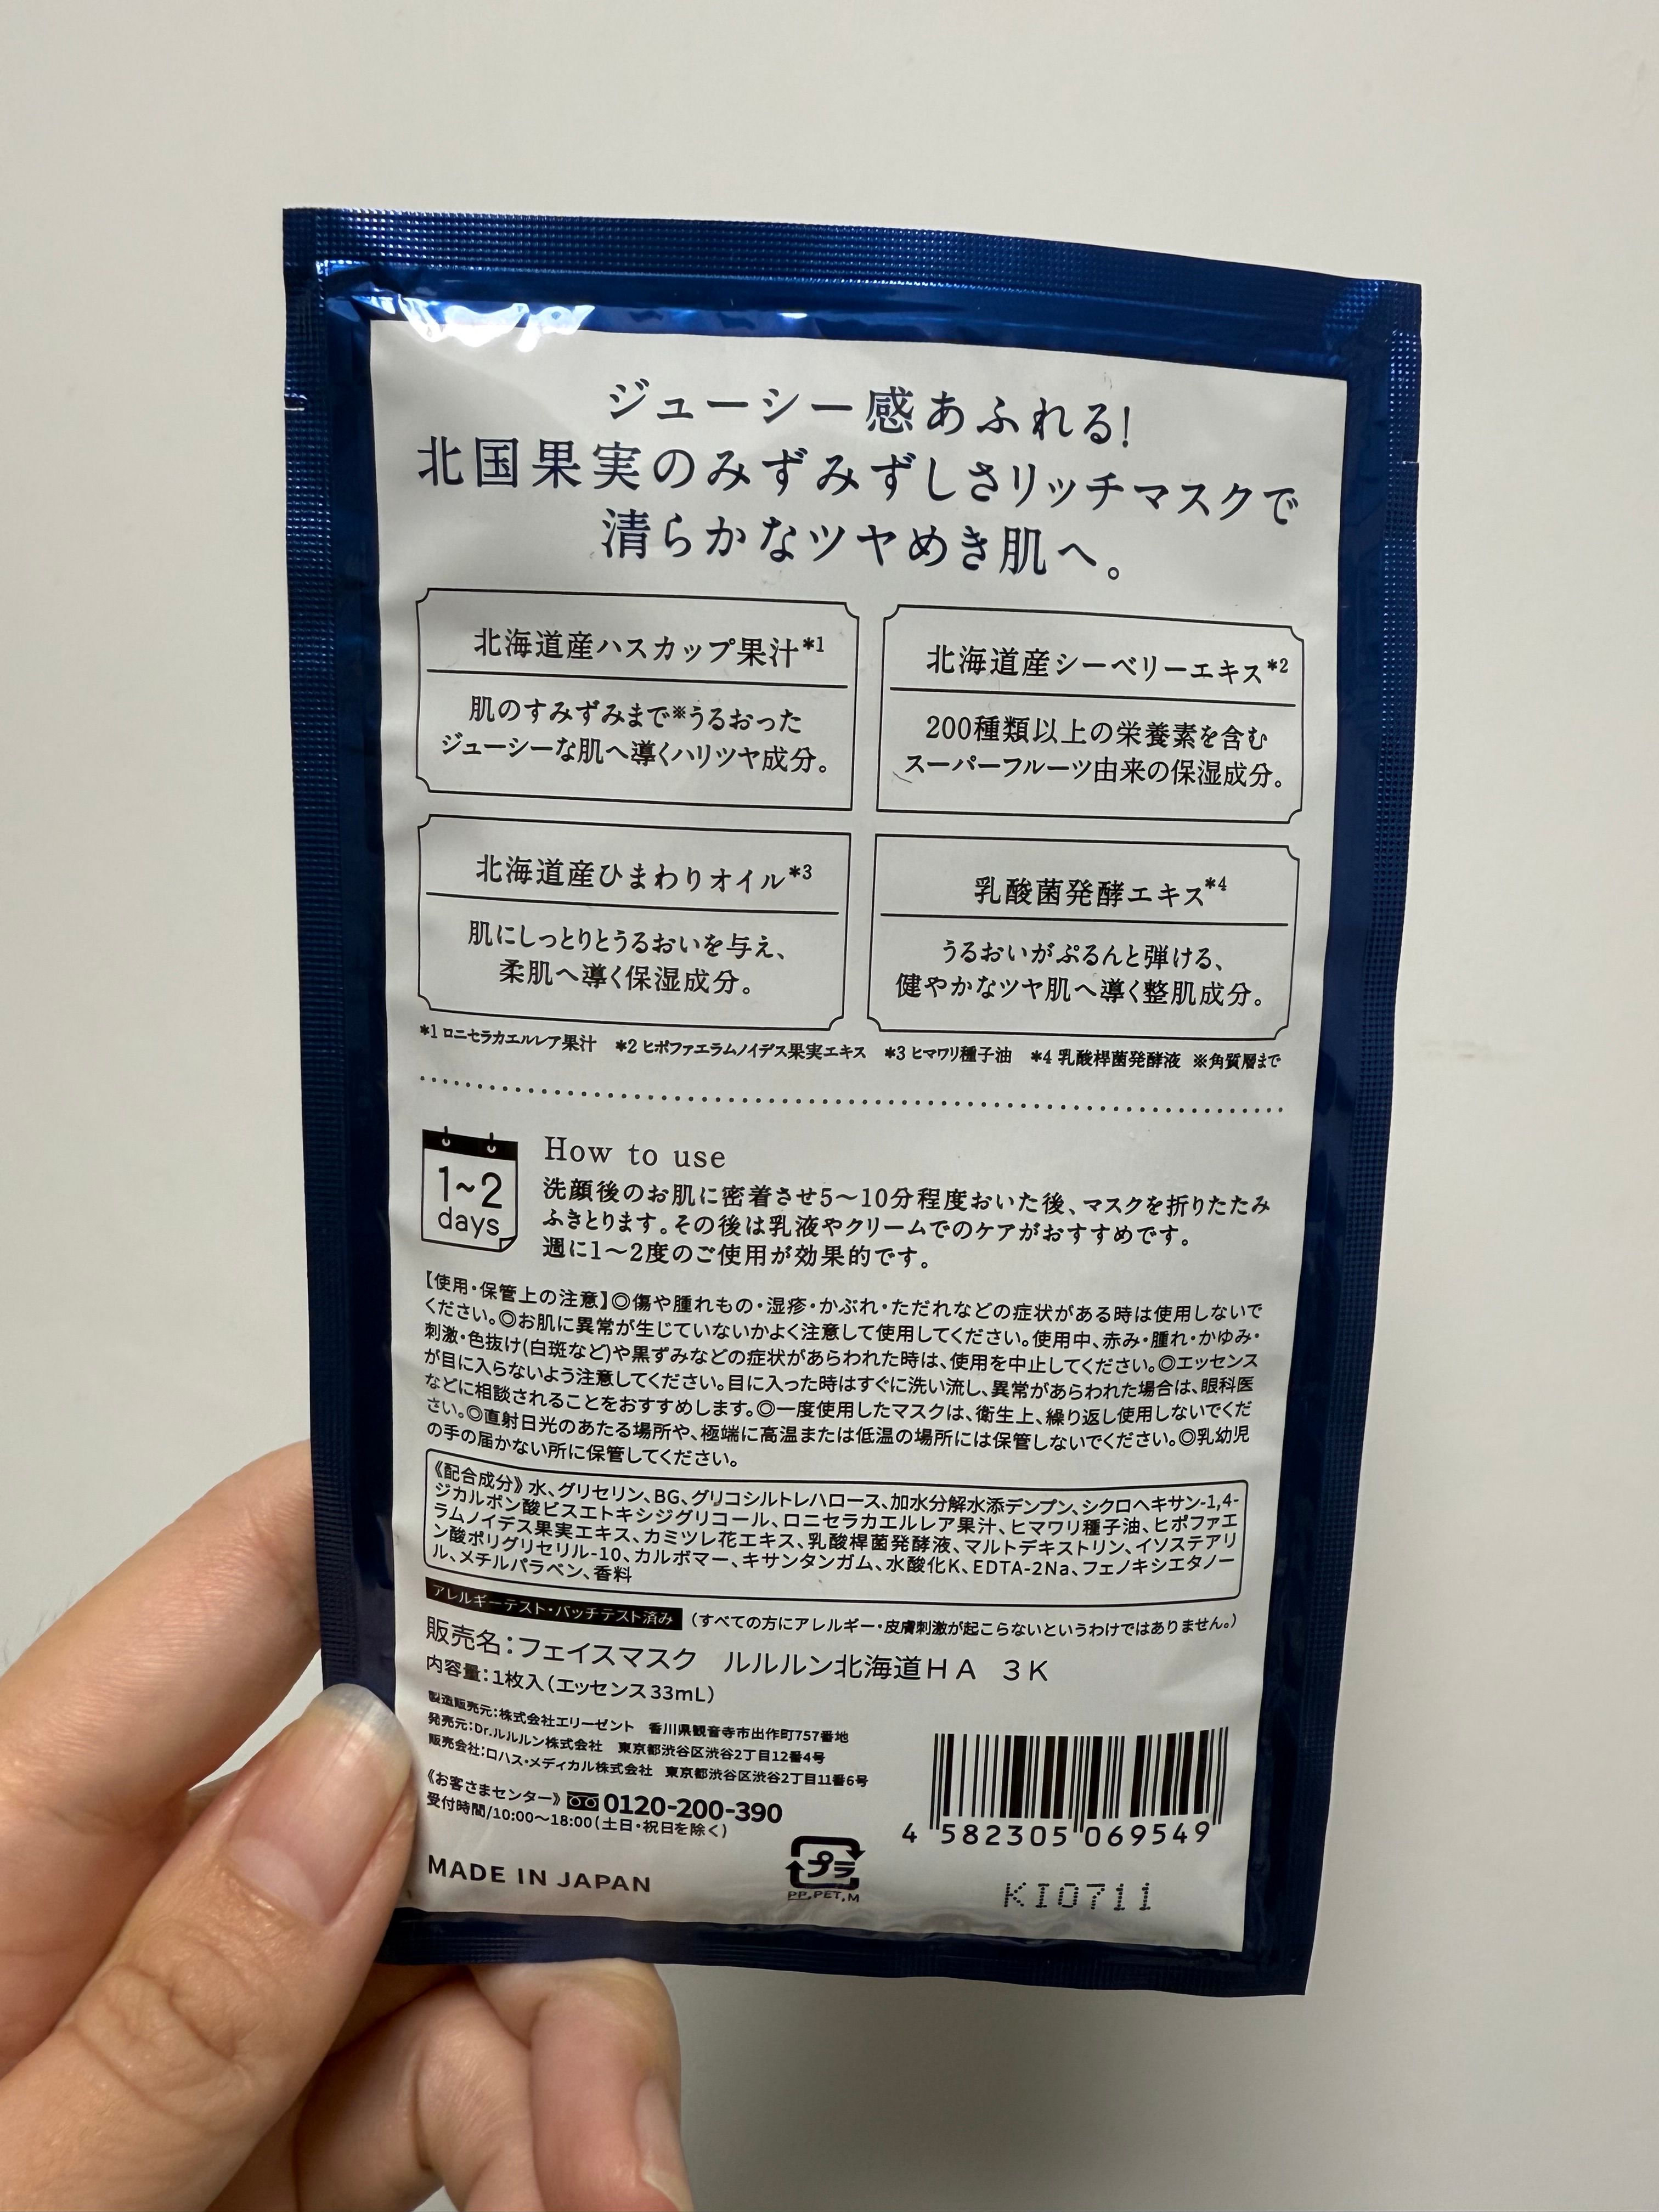 ジューシー感あふれる!
北国果実のみずみずしさリッチマスクで
清らかなツヤめき肌へ。
北海道産ハスカップ果汁*1
肌のすみずみまで※うるおった
ジューシーな肌へ導くハリツヤ成分。
北海道産シーベリーエキス*2
200種類以上の栄養素を含む
スーパーフルーツ由来の保湿成分。
北海道産ひまわりオイル*3
肌にしっとりとうるおいを与え、
柔肌へ導く保湿成分。
乳酸菌発酵エキス*4
うるおいがぷるんと弾ける、
健やかなツヤ肌へ導く整肌成分。
*1 ロニセラカエルレア果汁 *2 ヒポファエラムノイデス果実エキス *3 ヒマワリ種子油 *4 乳酸桿菌発酵液 ※角質層まで
1~2
days
How to use
洗顔後のお肌に密着させ5〜10分程度おいた後、マスクを折りたたみ
ふきとります。その後は乳液やクリームでのケアがおすすめです。
週に1〜2度のご使用が効果的です。
【使用・保管上の注意】◎傷や腫れもの・湿疹・かぶれ・ただれなどの症状がある時は使用しないで
ください。◎お肌に異常が生じていないかよく注意して使用してください。使用中、赤み・腫れ・かゆみ・
刺激・色抜け(白斑など)や黒ずみなどの症状があらわれた時は、使用を中止してください。◎エッセンス
が目に入らないよう注意してください。目に入った時はすぐに洗い流し、異常があらわれた場合は、眼科医
などに相談されることをおすすめします。◎一度使用したマスクは、衛生上、繰り返し使用しないでくだ
さい。◎直射日光のあたる場所や、極端に高温または低温の場所には保管しないでください。◎乳幼児
の手の届かない所に保管してください。
《配合成分》水、グリセリン、BG、グリコシルトレハロース、加水分解水添デンプン、シクロヘキサン-1,4-
ジカルボン酸ビスエトキシジグリコール、ロニセラカエルレア果汁、ヒマワリ種子油、ヒポファエ
ラムノイデス果実エキス、カミツレ花エキス、乳酸桿菌発酵液、マルトデキストリン、イソステアリ
ン酸ポリグリセリル-10、カルボマー、キサンタンガム、水酸化K、EDTA-2Na、フェノキシエタノー
ル、メチルパラベン、香料
アレルギーテスト・パッチテスト済み (すべての方にアレルギー・皮膚刺激が起こらないというわけではありません。)
販売名:フェイスマスク ルルルン北海道HA 3K
内容量:1枚入(エッセンス33mL)
製造販売元:株式会社エリーゼント 香川県観音寺市出作町757番地
発売元:Dr.ルルルン株式会社 東京都渋谷区渋谷2丁目12番4号
販売会社:ロハス・メディカル株式会社 東京都渋谷区渋谷2丁目11番6号
《お客さまセンター》0120-200-390
受付時間/10:00〜18:00(土日・祝日を除く)
MADE IN JAPAN
プラ
PP,PET,M
4 582305 069549
KI0711